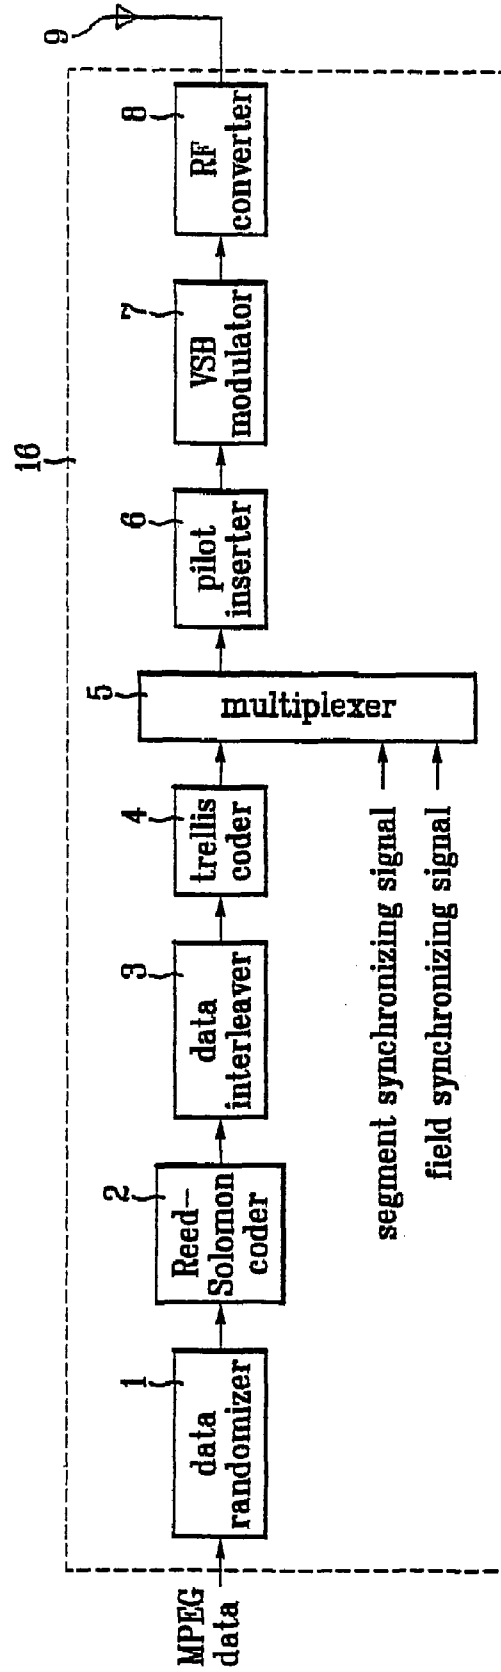 MPEG
data
1
data
randomizer
2
Reed-
Solomon
coder
3
data
interleaver
4
trellis
coder
5
multiplexer
segment synchronizing signal
field synchronizing signal
6
pilot
inserter
7
VSB
modulator
8
RF
converter
9
16